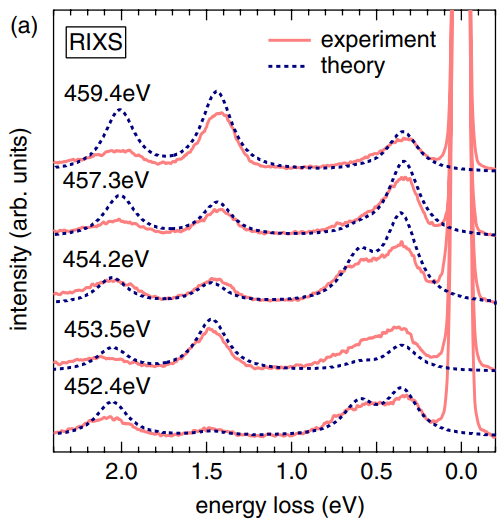 (a)
RIXS
experiment
theory
459.4eV
457.3eV
454.2eV
453.5eV
452.4eV
intensity (arb. units)
2.0 1.5 1.0 0.5 0.0
energy loss (eV)